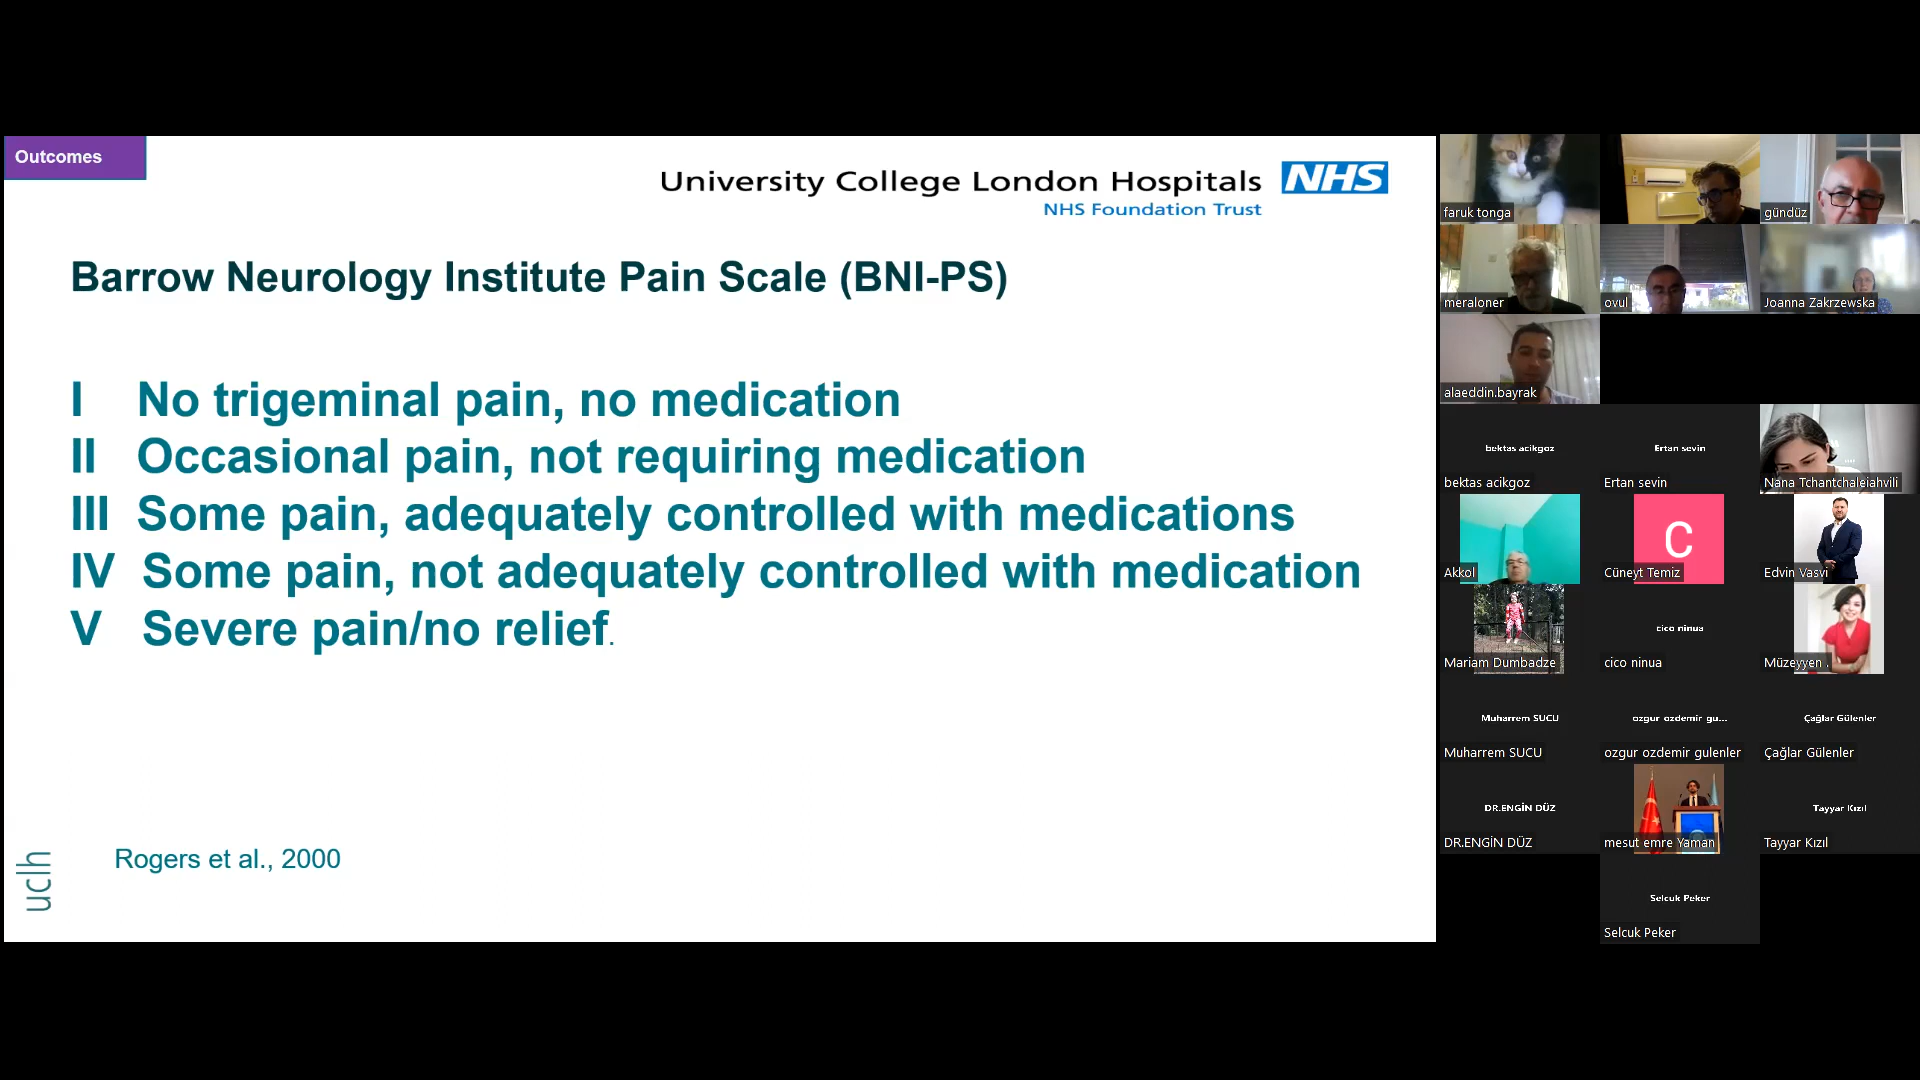 Outcomes
University College London Hospitals NHS
NHS Foundation Trust
Barrow Neurology Institute Pain Scale (BNI-PS)
I No trigeminal pain, no medication
II Occasional pain, not requiring medication
III Some pain, adequately controlled with medications
IV Some pain, not adequately controlled with medication
V Severe pain/no relief.
Rogers et al., 2000
uclh
faruk tonga
gündüz
meraloner
ovul
Joanna Zakrzewska
alaeddin.bayrak
bektas acikgoz
Ertan sevin
bektas acikgoz
Ertan sevin
Nana Tchantchaleiahvili
C
Akkol
Cüneyt Temiz
Edvin Vasvi
cico ninua
Mariam Dumbadze
cico ninua
Müzeyyen .
Muharrem SUCU
ozgur ozdemir gu...
Çağlar Gülenler
Muharrem SUCU
ozgur ozdemir gulenler
Çağlar Gülenler
DR.ENGİN DÜZ
Tayyar Kızıl
DR.ENGİN DÜZ
mesut emre Yaman
Tayyar Kızıl
Selcuk Peker
Selcuk Peker